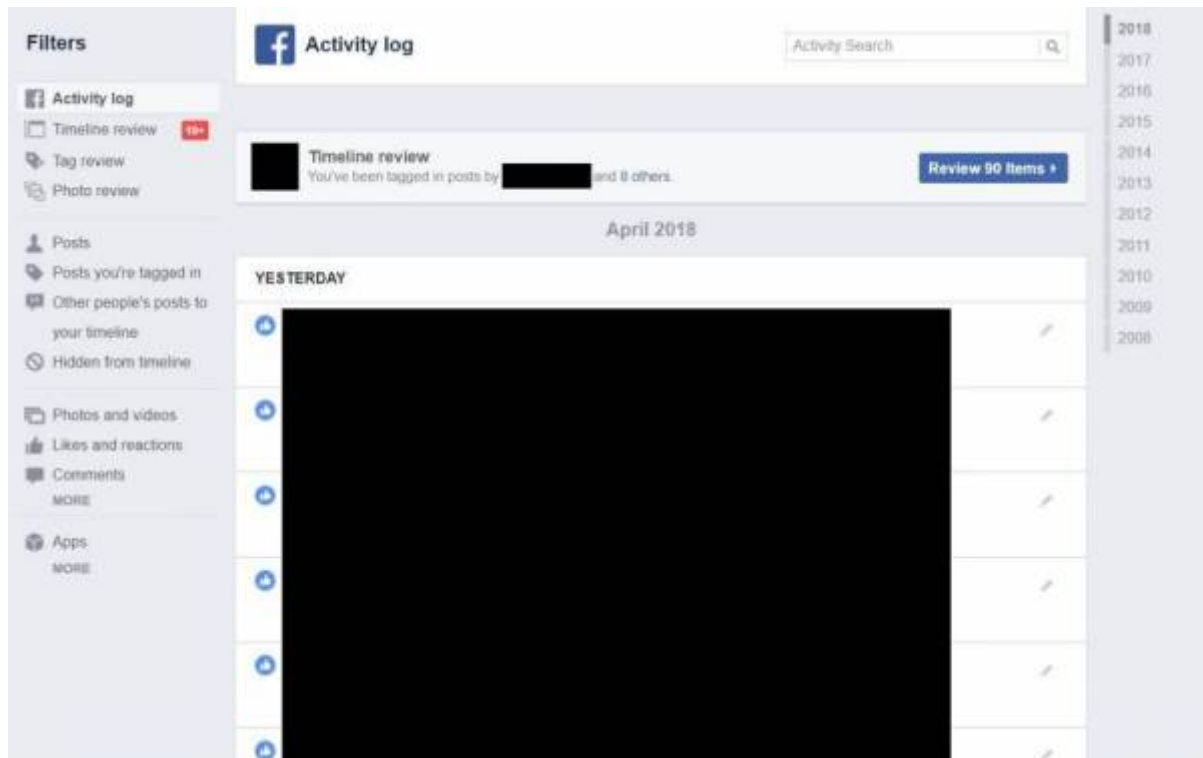 Filters
Activity log
Timeline review 10+
Tag review
Photo review
Posts
Posts you're tagged in
Other people's posts to
your timeline
Hidden from timeline
Photos and videos
Likes and reactions
Comments
MORE
Apps
MORE
Activity log
Activity Search
Timeline review
You've been tagged in posts by and 8 others.
Review 90 Items
April 2018
YESTERDAY
2018
2017
2016
2015
2014
2013
2012
2011
2010
2009
2008